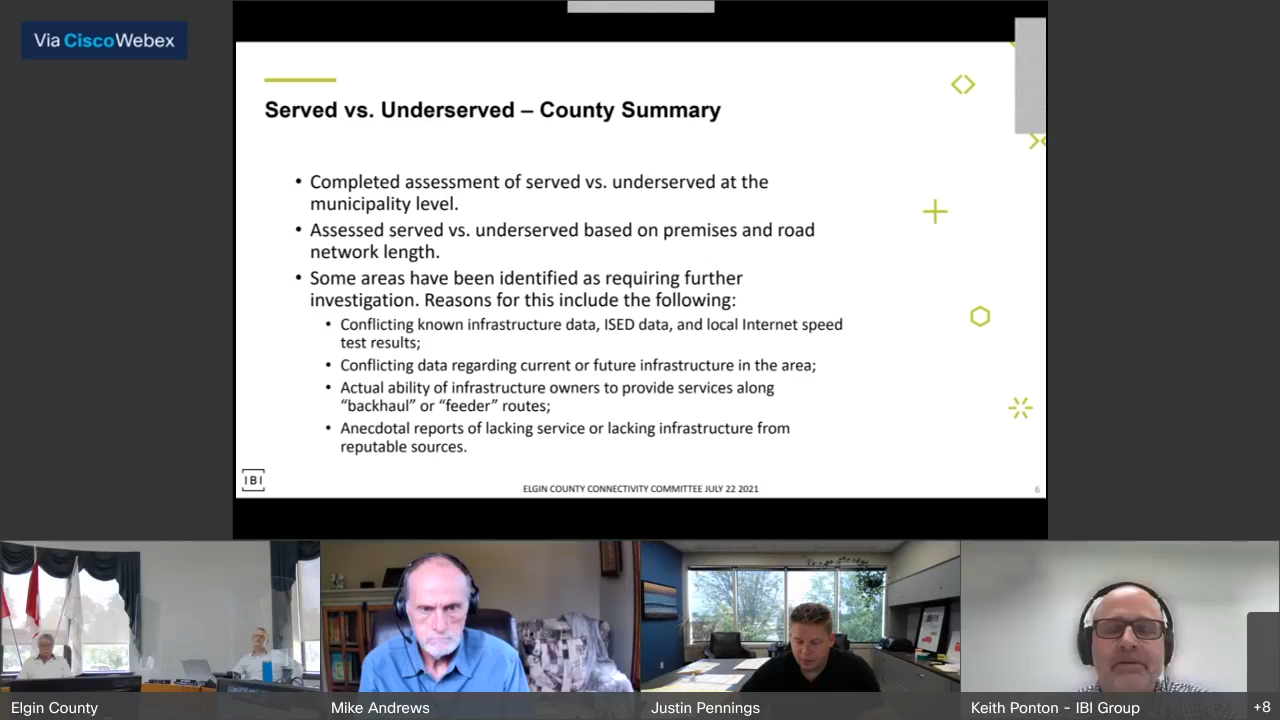 Via Cisco Webex
Served vs. Underserved – County Summary
• Completed assessment of served vs. underserved at the
municipality level.
• Assessed served vs. underserved based on premises and road
network length.
• Some areas have been identified as requiring further
investigation. Reasons for this include the following:
• Conflicting known infrastructure data, ISED data, and local Internet speed
test results;
• Conflicting data regarding current or future infrastructure in the area;
• Actual ability of infrastructure owners to provide services along
“backhaul” or “feeder” routes;
• Anecdotal reports of lacking service or lacking infrastructure from
reputable sources.
IBI
ELGIN COUNTY CONNECTIVITY COMMITTEE JULY 22 2021
6
Elgin County
Mike Andrews
Justin Pennings
Keith Ponton - IBI Group
+8